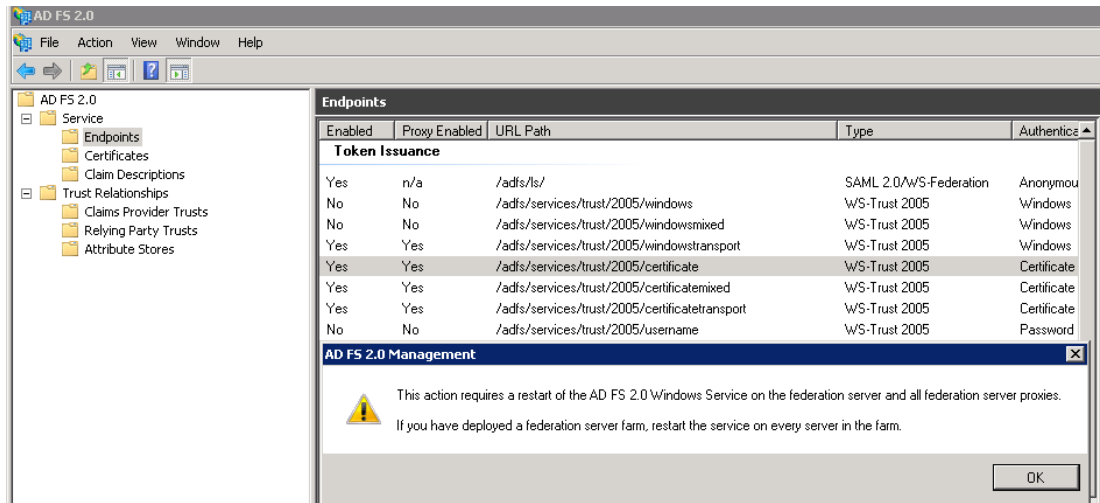 AD FS 2.0
File Action View Window Help
AD FS 2.0
Service
Endpoints
Certificates
Claim Descriptions
Trust Relationships
Claims Provider Trusts
Relying Party Trusts
Attribute Stores
Endpoints
Enabled Proxy Enabled URL Path Type Authentica
Token Issuance
Yes n/a /adfs/ls/ SAML 2.0/WS-Federation Anonymou
No No /adfs/services/trust/2005/windows WS-Trust 2005 Windows
No No /adfs/services/trust/2005/windowsmixed WS-Trust 2005 Windows
Yes Yes /adfs/services/trust/2005/windowstransport WS-Trust 2005 Windows
Yes Yes /adfs/services/trust/2005/certificate WS-Trust 2005 Certificate
Yes Yes /adfs/services/trust/2005/certificatemixed WS-Trust 2005 Certificate
Yes Yes /adfs/services/trust/2005/certificatetransport WS-Trust 2005 Certificate
No No /adfs/services/trust/2005/username WS-Trust 2005 Password
AD FS 2.0 Management
This action requires a restart of the AD FS 2.0 Windows Service on the federation server and all federation server proxies.
If you have deployed a federation server farm, restart the service on every server in the farm.
OK